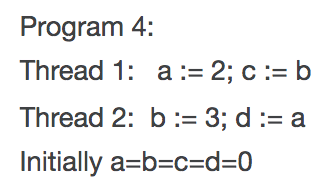 Program 4:
Thread 1:   a := 2; c := b
Thread 2:  b := 3; d := a
Initially a=b=c=d=0